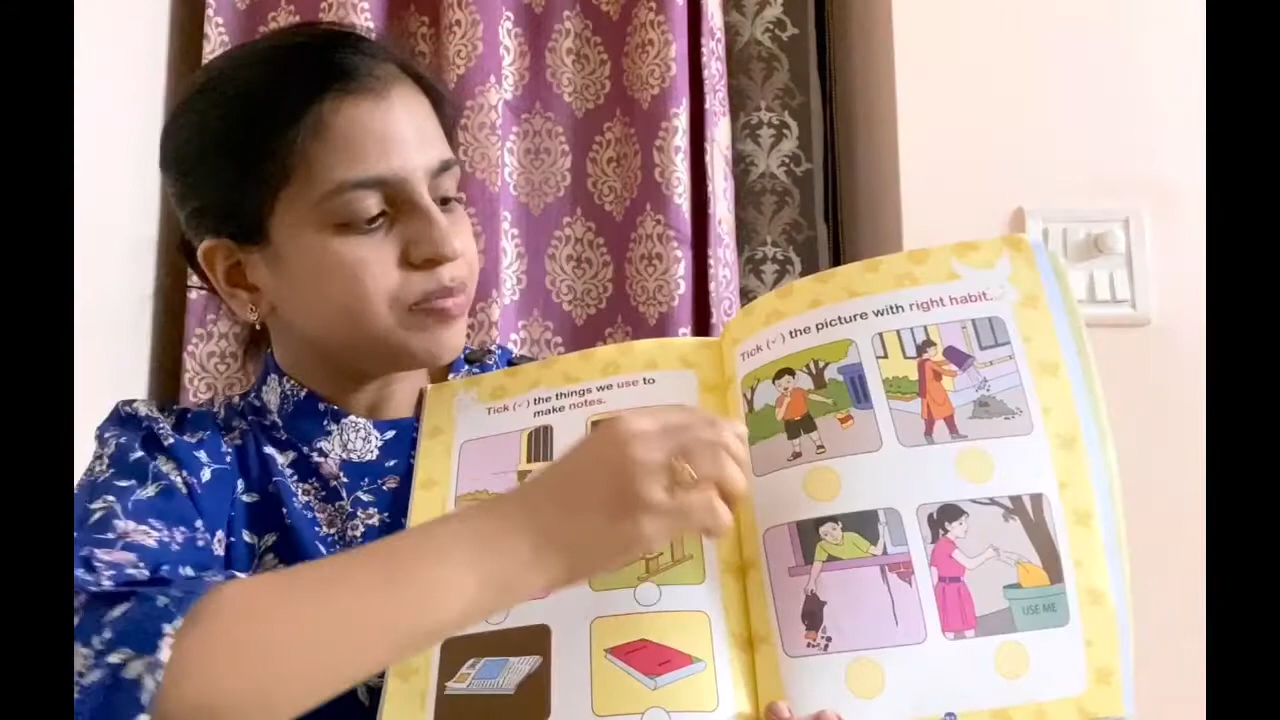 Tick (✓) the things we use to
make notes.
Tick (✓) the picture with right habit.
USE ME